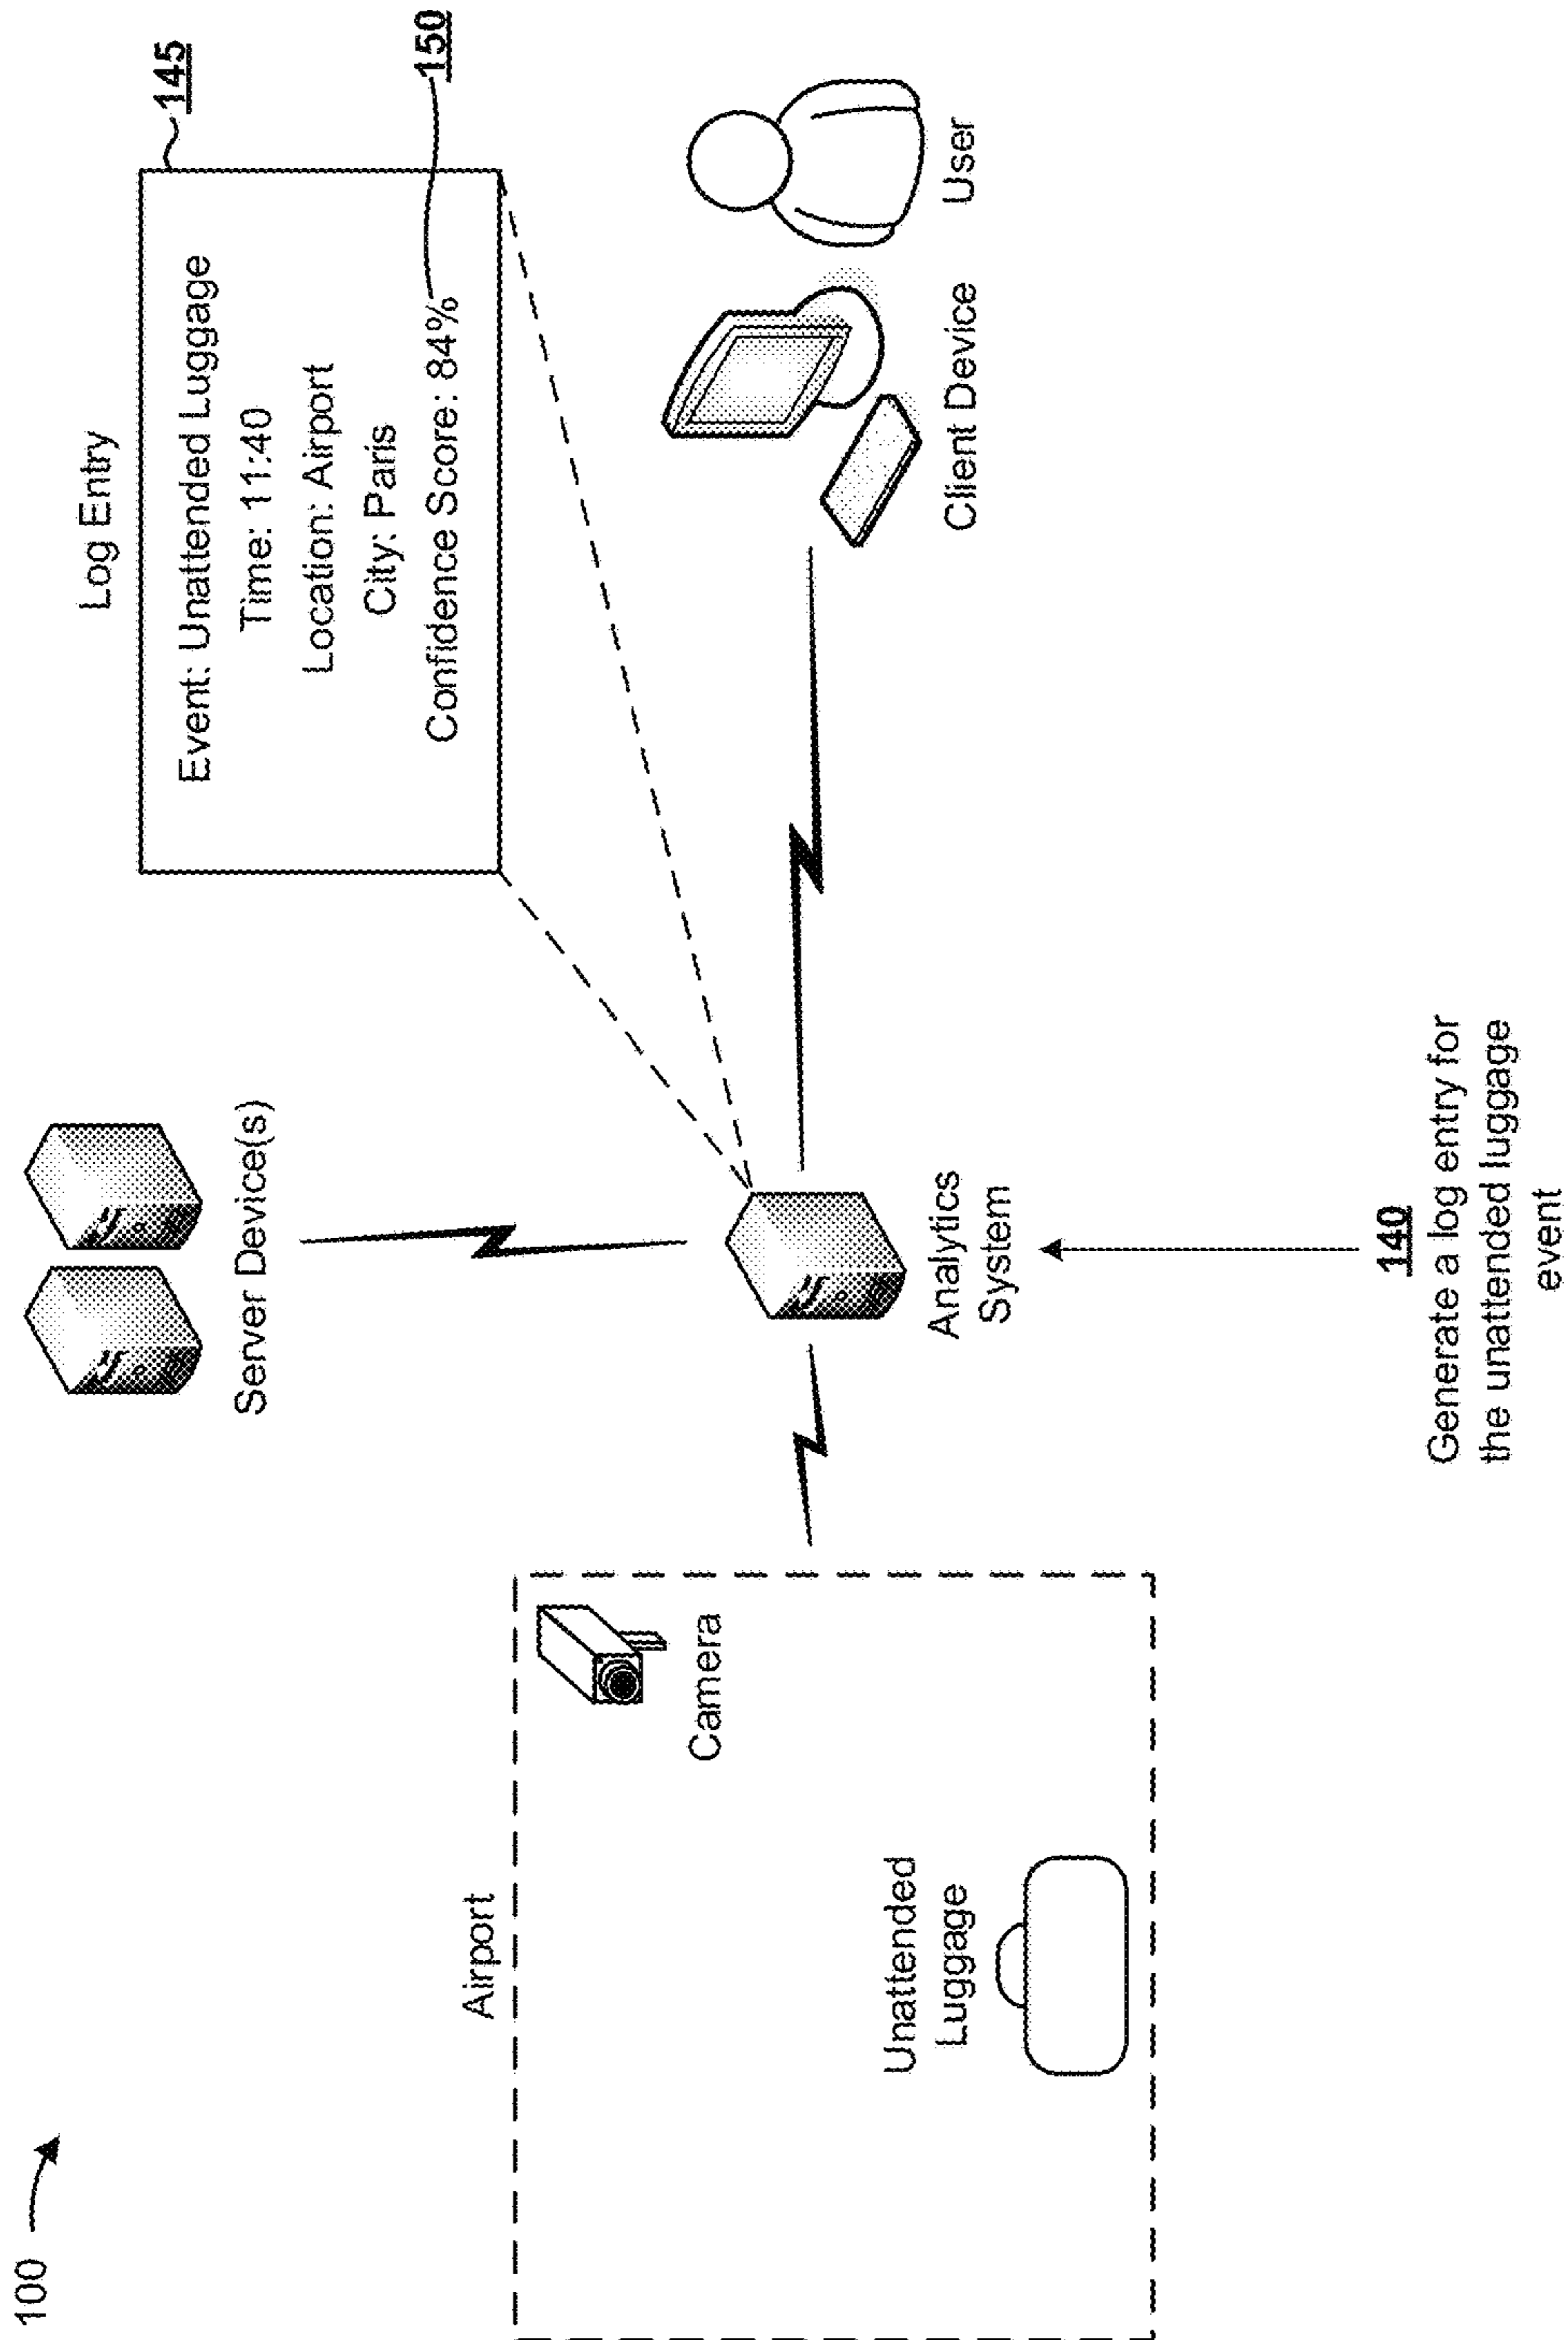 100
Server Device(s)
Log Entry
145
Event: Unattended Luggage
Time: 11:40
Location: Airport
City: Paris
Confidence Score: 84%
150
Airport
Camera
Unattended
Luggage
Analytics
System
Client Device
User
140
Generate a log entry for
the unattended luggage
event